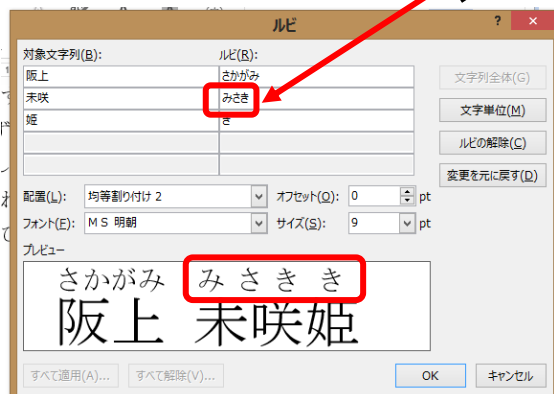 ルビ ? ×
対象文字列(B): ルビ(R):
阪上 さかがみ 文字列全体(G)
未咲 みさき 文字単位(M)
姫 き
ルビの解除(C)
変更を元に戻す(D)
配置(L): 均等割り付け 2 オフセット(O): 0 pt
フォント(F): ＭＳ 明朝 サイズ(S): 9 pt
プレビュー
さかがみ みさき き
阪上 未咲姫
すべて適用(A)... すべて解除(V)... OK キャンセル